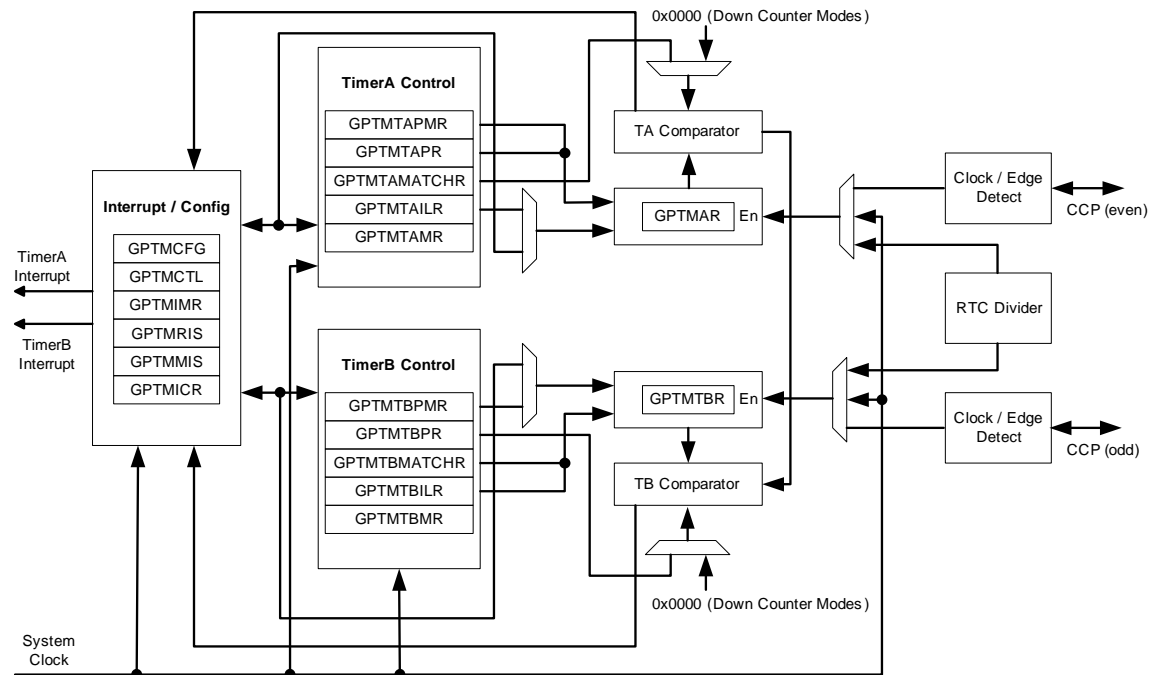 0x0000 (Down Counter Modes)
TimerA Control
GPTMTAPMR
GPTMTAPR
GPTMTAMATCHR
GPTMTAILR
GPTMTAMR
TA Comparator
GPTMAR
En
Clock / Edge
Detect
CCP (even)
Interrupt / Config
GPTMCFG
GPTMCTL
GPTMIMR
GPTMRIS
GPTMMIS
GPTMICR
TimerA
Interrupt
TimerB
Interrupt
RTC Divider
TimerB Control
GPTMTBPMR
GPTMTBPR
GPTMTBMATCHR
GPTMTBILR
GPTMTBMR
GPTMTBR
En
TB Comparator
Clock / Edge
Detect
CCP (odd)
0x0000 (Down Counter Modes)
System
Clock